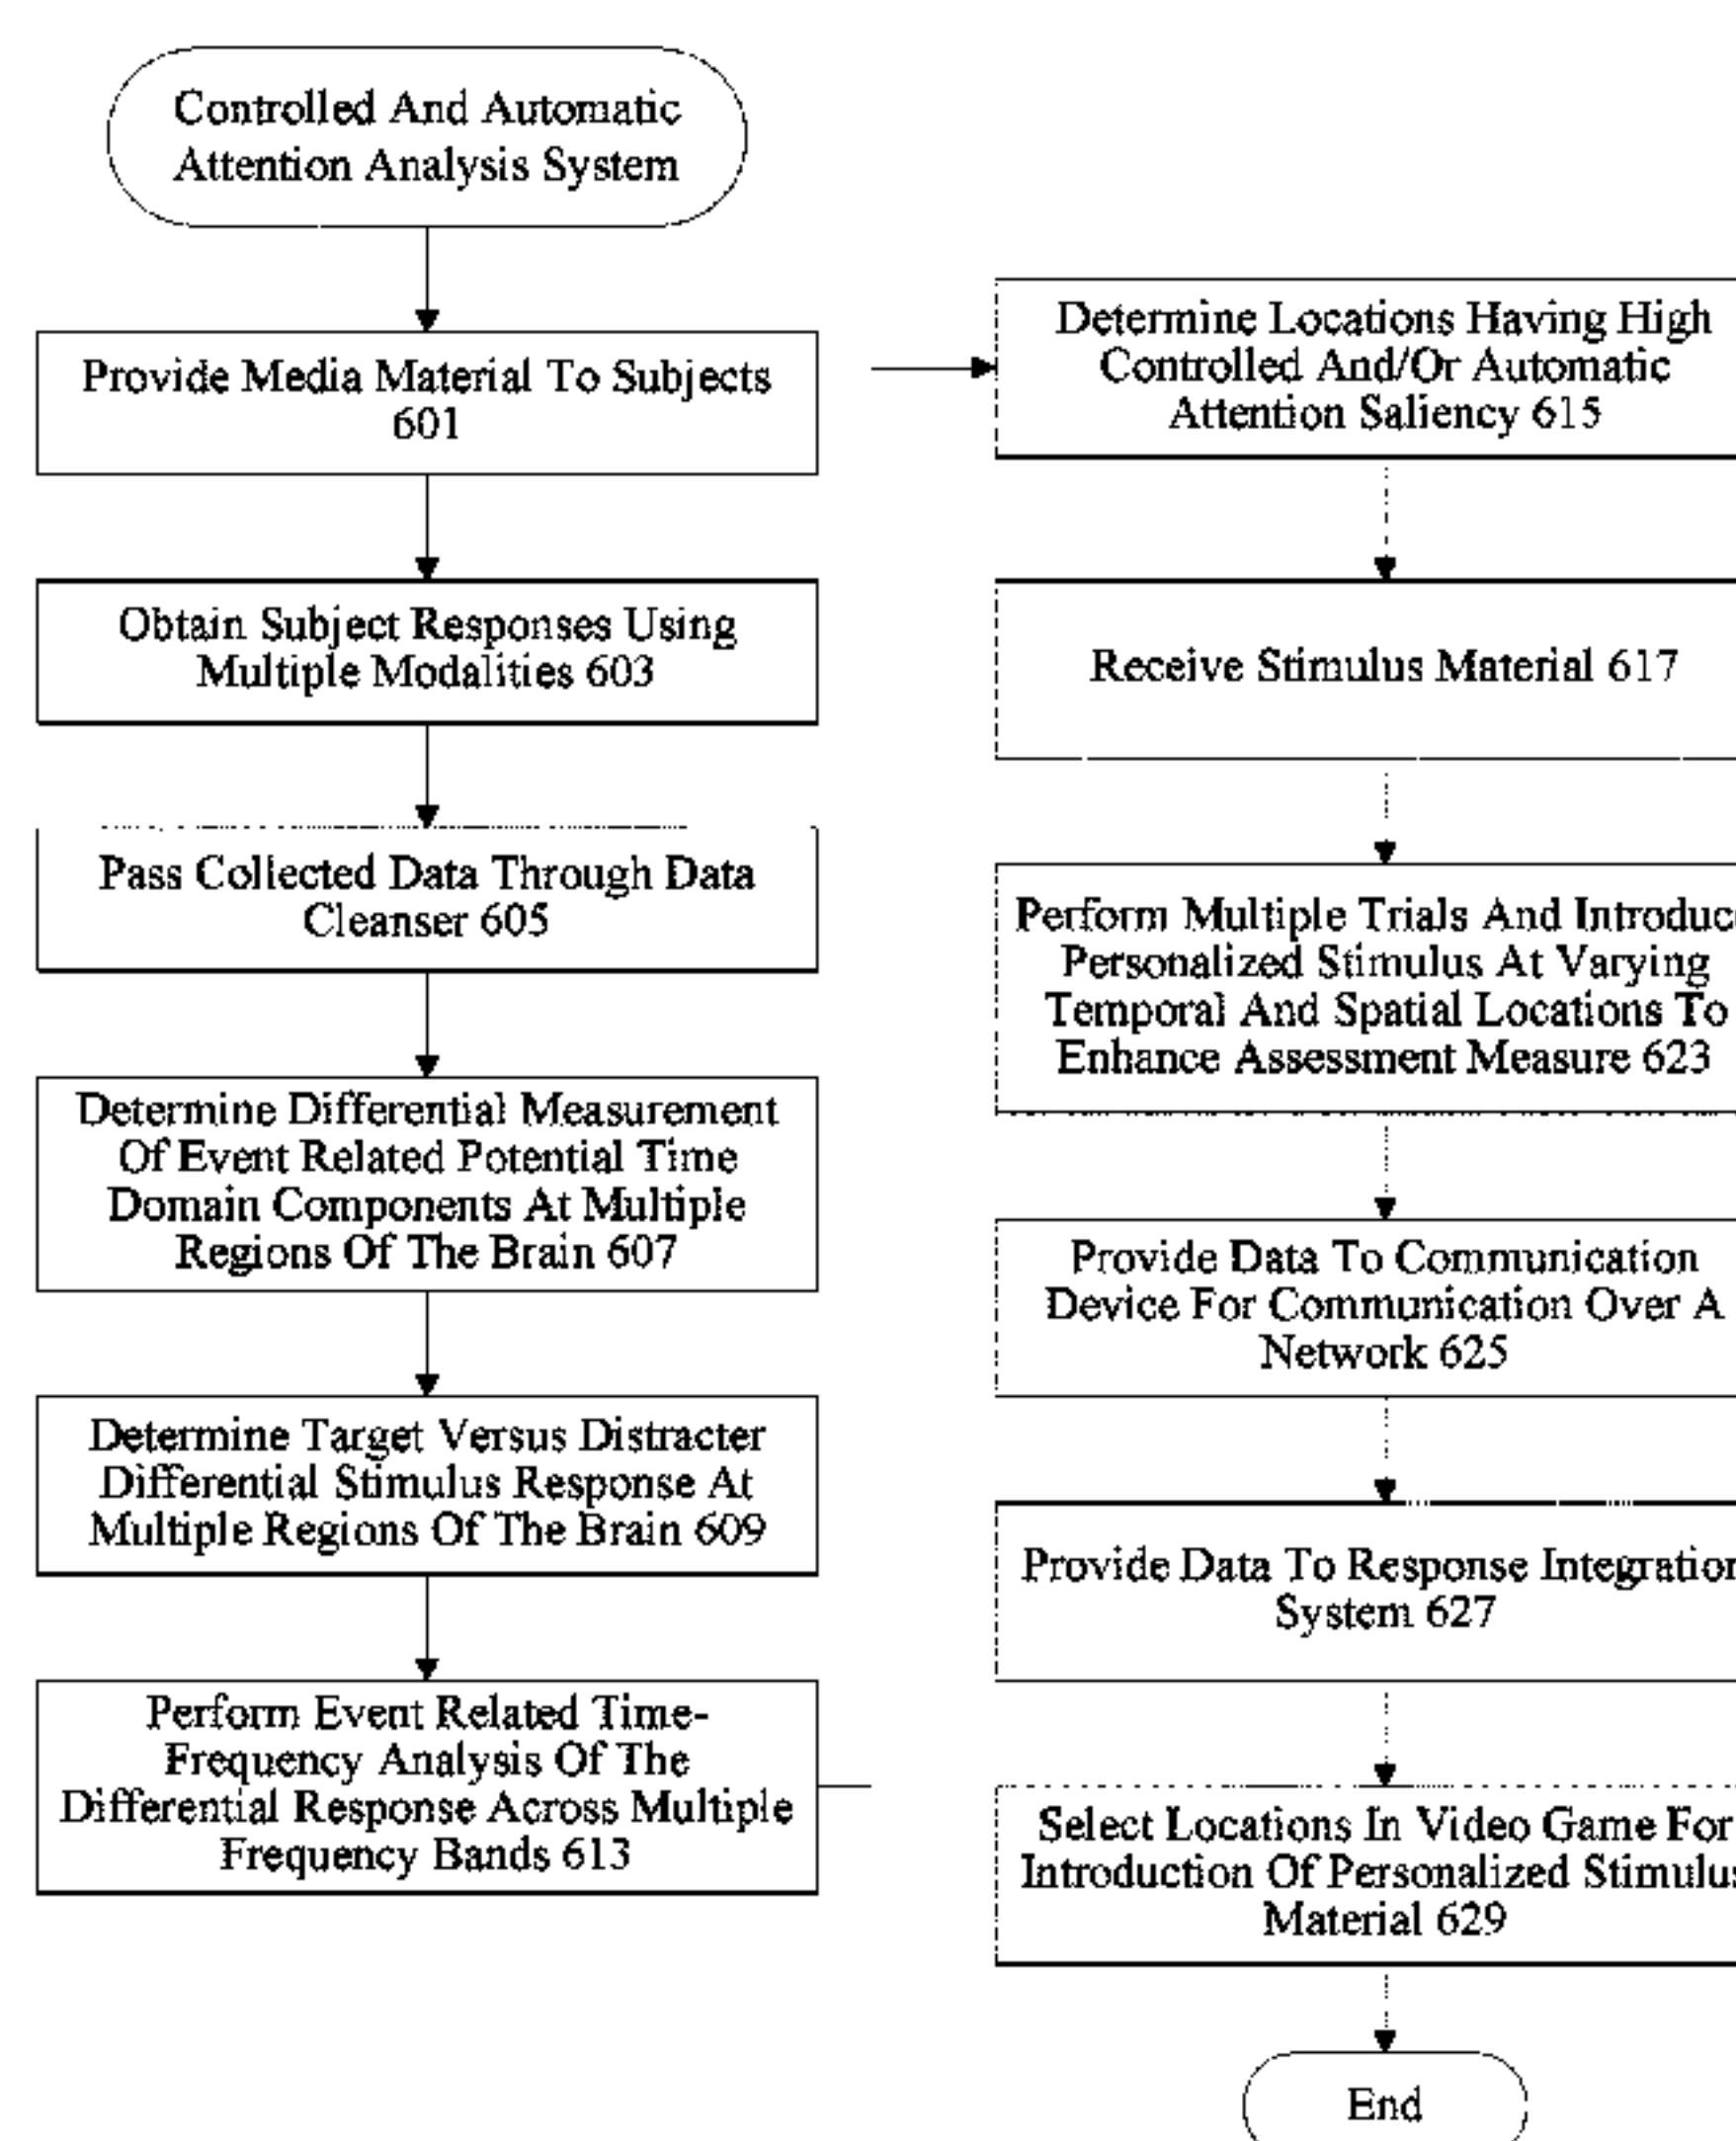 Controlled And Automatic
Attention Analysis System
Provide Media Material To Subjects
601
Obtain Subject Responses Using
Multiple Modalities 603
Pass Collected Data Through Data
Cleanser 605
Determine Differential Measurement
Of Event Related Potential Time
Domain Components At Multiple
Regions Of The Brain 607
Determine Target Versus Distracter
Differential Stimulus Response At
Multiple Regions Of The Brain 609
Perform Event Related Time-
Frequency Analysis Of The
Differential Response Across Multiple
Frequency Bands 613
Determine Locations Having High
Controlled And/Or Automatic
Attention Saliency 615
Receive Stimulus Material 617
Perform Multiple Trials And Introduce
Personalized Stimulus At Varying
Temporal And Spatial Locations To
Enhance Assessment Measure 623
Provide Data To Communication
Device For Communication Over A
Network 625
Provide Data To Response Integration
System 627
Select Locations In Video Game For
Introduction Of Personalized Stimulus
Material 629
End